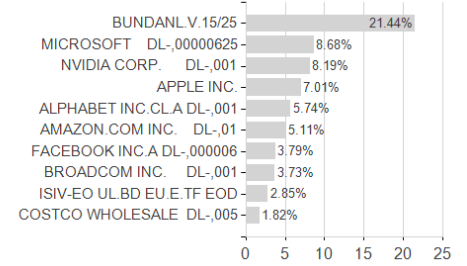 BUNDANL.V.15/25 21.44%
MICROSOFT DL-,00000625 8.68%
NVIDIA CORP. DL-,001 8.19%
APPLE INC. 7.01%
ALPHABET INC.CL.A DL-,001 5.74%
AMAZON.COM INC. DL-,01 5.11%
FACEBOOK INC.A DL-,000006 3.79%
BROADCOM INC. DL-,001 3.73%
ISIV-EO UL.BD EU.E.TF EOD 2.85%
COSTCO WHOLESALE DL-,005 1.82%
0 5 10 15 20 25